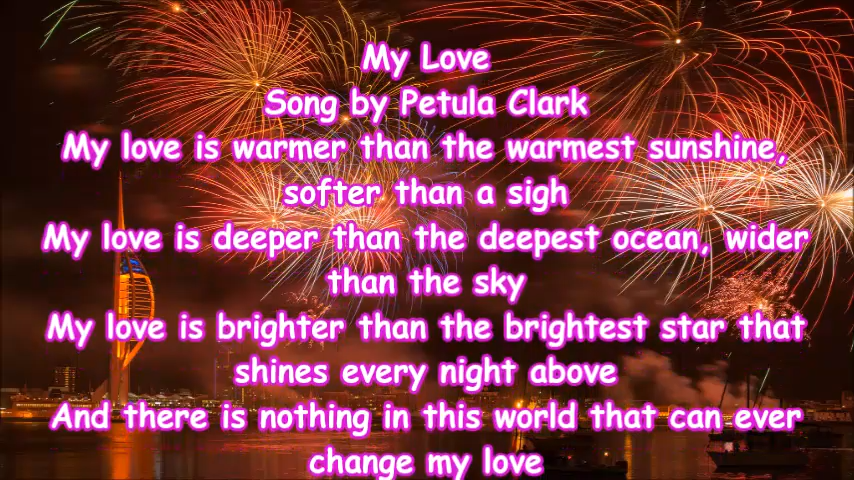 My Love
Song by Petula Clark
My love is warmer than the warmest sunshine,
softer than a sigh
My love is deeper than the deepest ocean, wider
than the sky
My love is brighter than the brightest star that
shines every night above
And there is nothing in this world that can ever
change my love